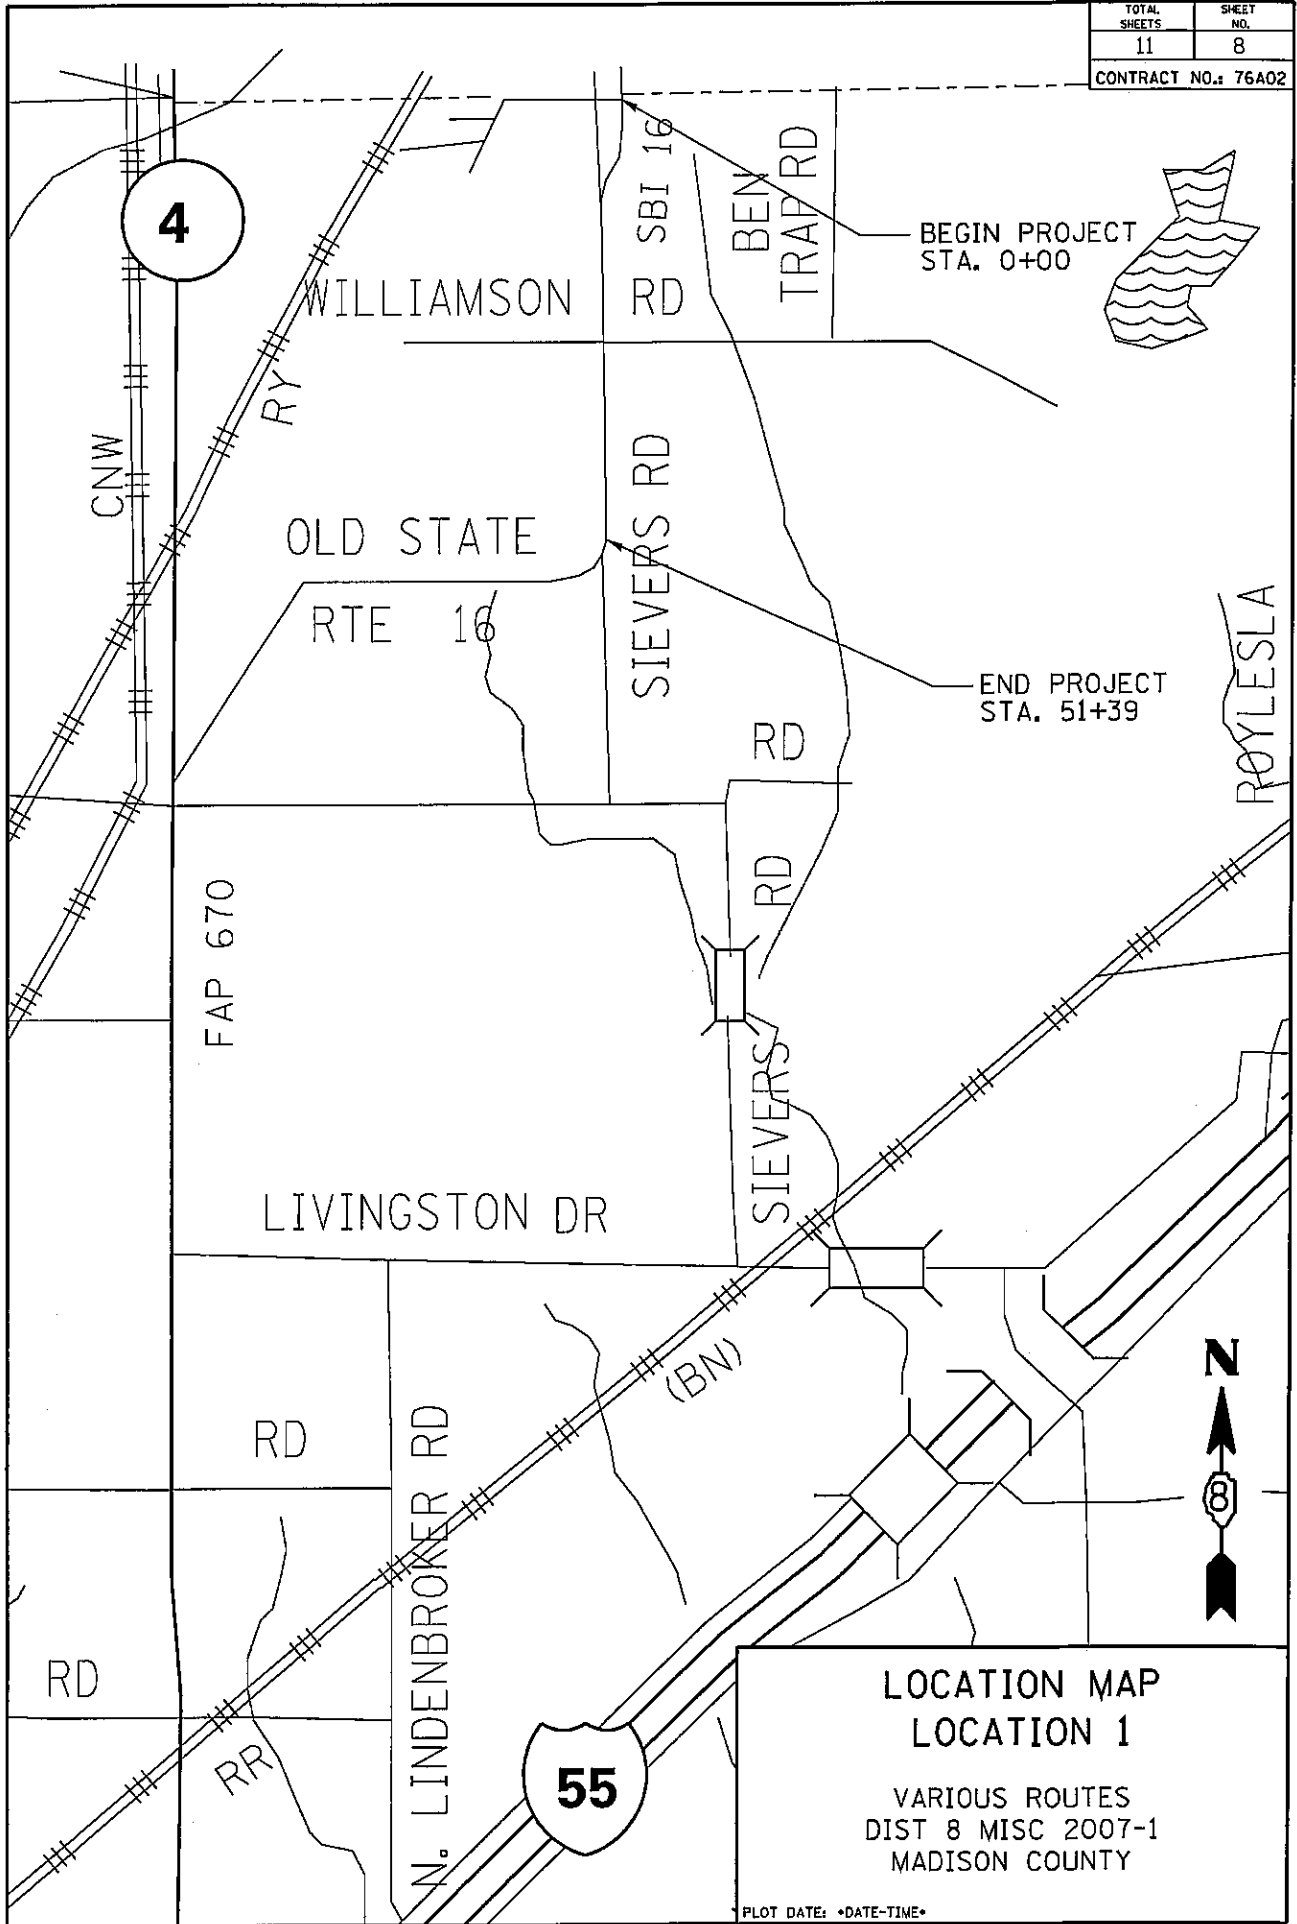 TOTAL SHEETS
SHEET NO.
11
8
CONTRACT NO.: 76A02
4
SBI 16
BEN TRAP RD
BEGIN PROJECT
STA. 0+00
WILLIAMSON RD
RY
CNW
SIEVERS RD
OLD STATE
RTE 16
END PROJECT
STA. 51+39
POYLESLA
RD
RD
FAP 670
SIEVERS
LIVINGSTON DR
(BN)
N
8
RD
N. LINDENBROKER RD
RD
RR
55
LOCATION MAP
LOCATION 1
VARIOUS ROUTES
DIST 8 MISC 2007-1
MADISON COUNTY
PLOT DATE: *DATE-TIME*